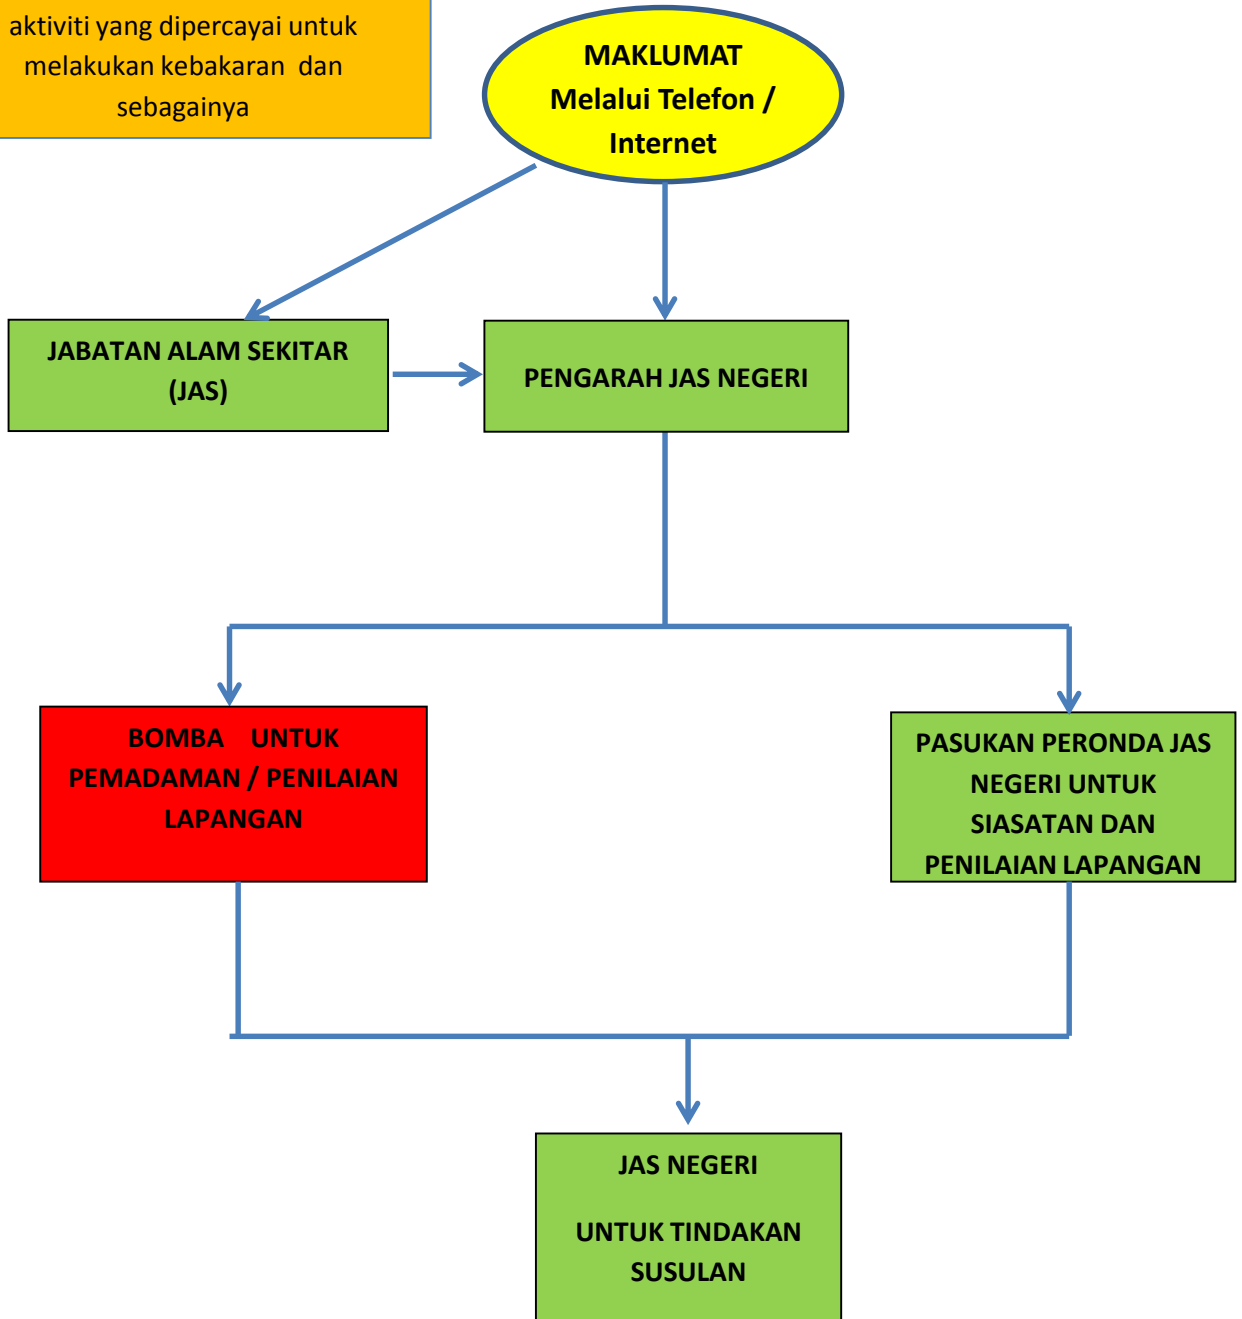 aktiviti yang dipercayai untuk
melakukan kebakaran dan
sebagainya
MAKLUMAT
Melalui Telefon /
Internet
JABATAN ALAM SEKITAR
(JAS)
PENGARAH JAS NEGERI
BOMBA UNTUK
PEMADAMAN / PENILAIAN
LAPANGAN
PASUKAN PERONDA JAS
NEGERI UNTUK
SIASATAN DAN
PENILAIAN LAPANGAN
JAS NEGERI
UNTUK TINDAKAN
SUSULAN